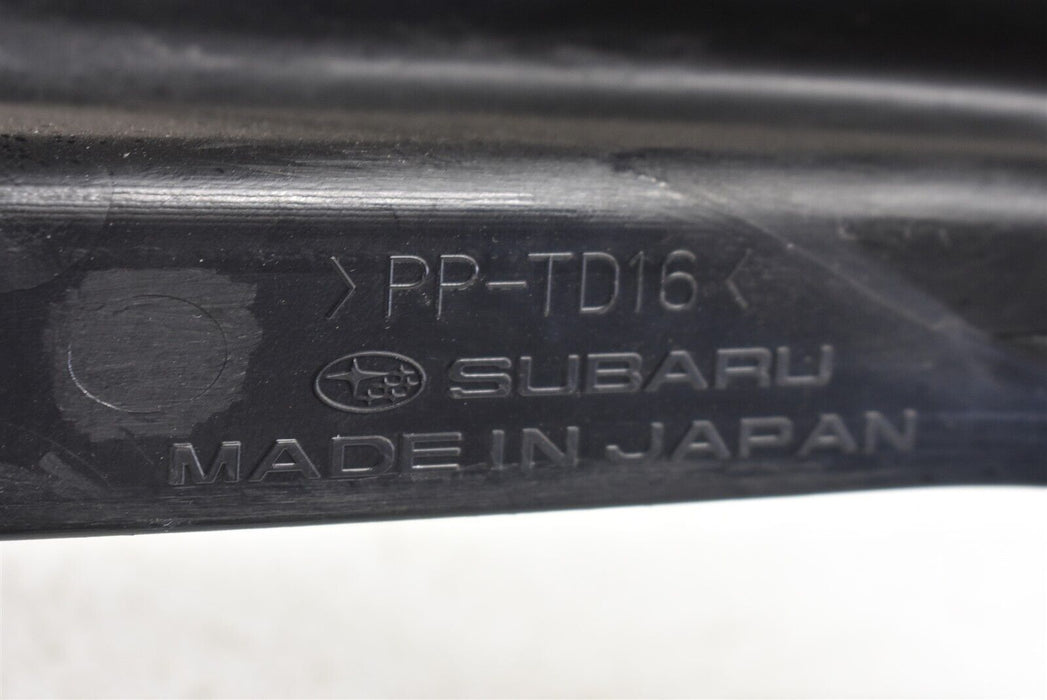 >PP-TD16<
SUBARU
MADE IN JAPAN